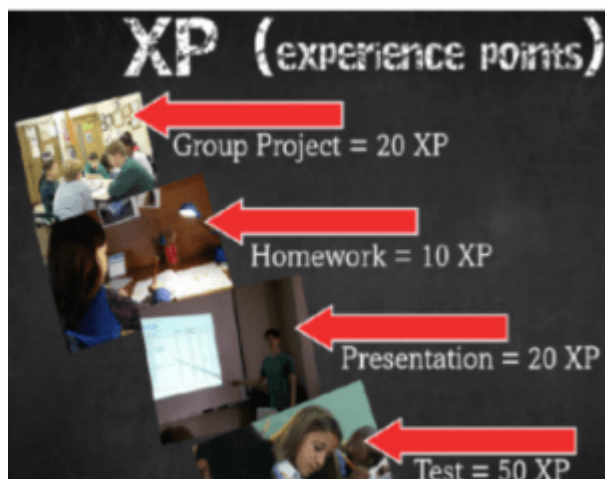 XP (experience points)
Group Project = 20 XP
Homework = 10 XP
Presentation = 20 XP
Test = 50 XP